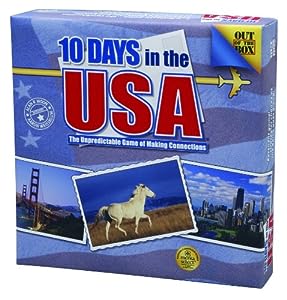 10 DAYS in the
USA
The Unpredictable Game of Making Connections
OUT
OF THE
BOX